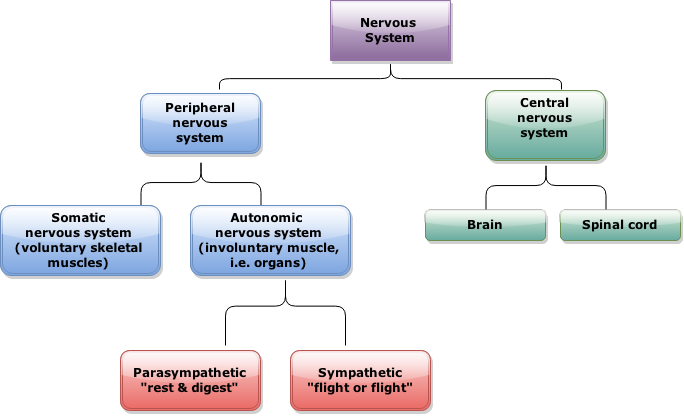 Nervous
System
Peripheral
nervous
system
Central
nervous
system
Somatic
nervous system
(voluntary skeletal
muscles)
Autonomic
nervous system
(involuntary muscle,
i.e. organs)
Brain
Spinal cord
Parasympathetic
"rest & digest"
Sympathetic
"flight or flight"